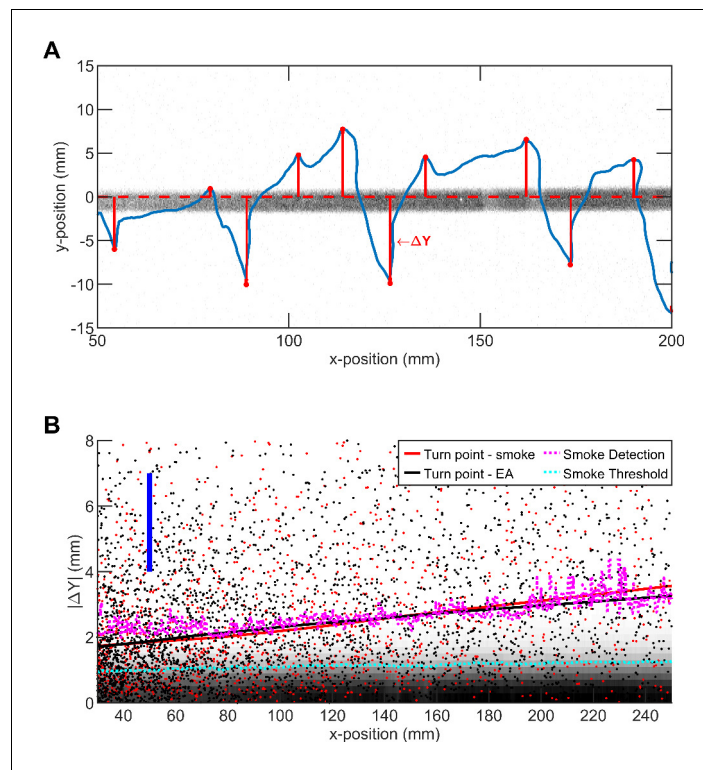 A
15
10
5
0
-5
-10
-15
y-position (mm)
←ΔY
50 100 150 200
x-position (mm)
B
8
6
4
2
0
|ΔY|
Turn point - smoke Smoke Detection
Turn point - EA Smoke Threshold
40 60 80 100 120 140 160 180 200 220 240
x-position (mm)